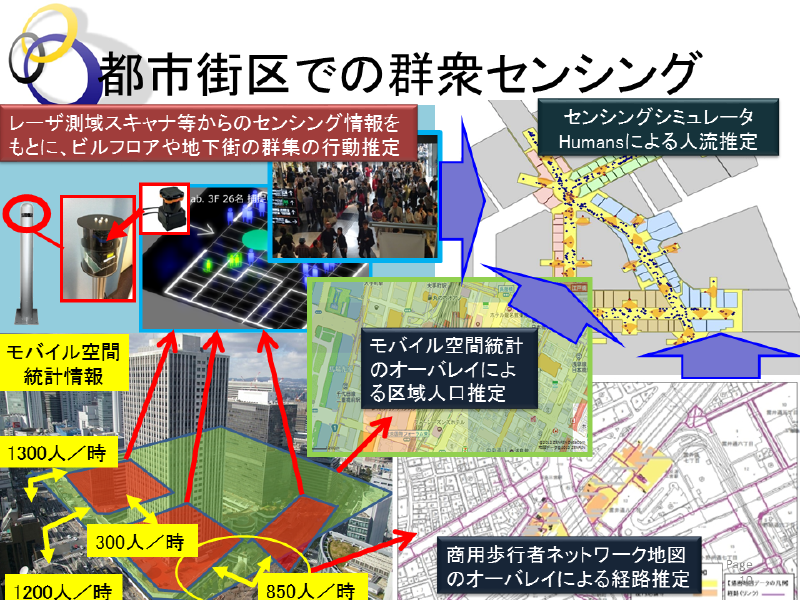 都市街区での群衆センシング
レーザ測域スキャナ等からのセンシング情報を
もとに、ビルフロアや地下街の群集の行動推定
センシングシミュレータ
Humansによる人流推定
ab. 3F 26名
モバイル空間
統計情報
モバイル空間統計
のオーバレイによ
る区域人口推定
1300人／時
300人／時
1200人／時
850人／時
商用歩行者ネットワーク地図
のオーバレイによる経路推定
Page
10